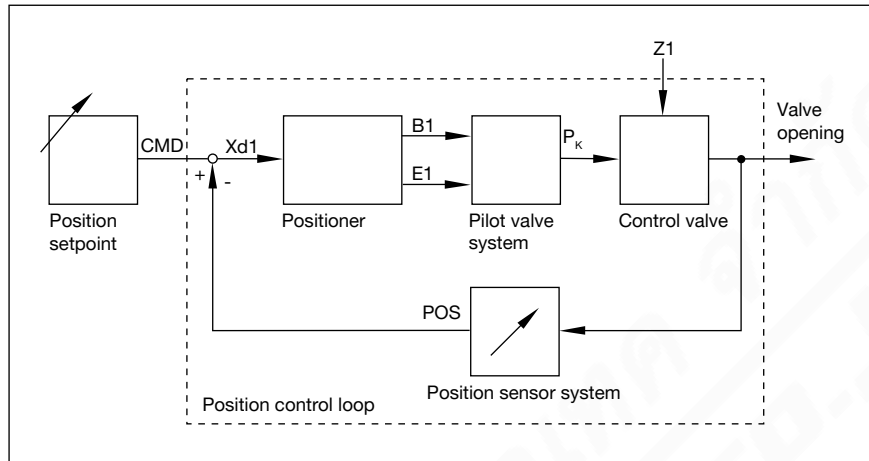 Z1
Valve
opening
CMD
Xd1
B1
P_K
E1
+
-
Position
setpoint
Positioner
Pilot valve
system
Control valve
POS
Position sensor system
Position control loop